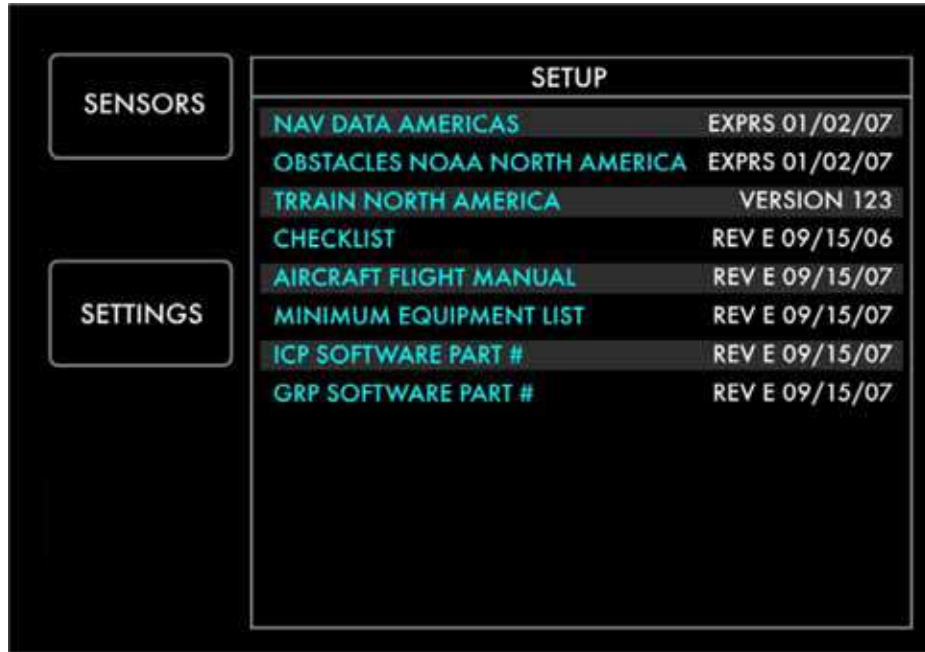 SENSORS
SETTINGS
SETUP
NAV DATA AMERICAS EXPRS 01/02/07
OBSTACLES NOAA NORTH AMERICA EXPRS 01/02/07
TRRAIN NORTH AMERICA VERSION 123
CHECKLIST REV E 09/15/06
AIRCRAFT FLIGHT MANUAL REV E 09/15/07
MINIMUM EQUIPMENT LIST REV E 09/15/07
ICP SOFTWARE PART # REV E 09/15/07
GRP SOFTWARE PART # REV E 09/15/07